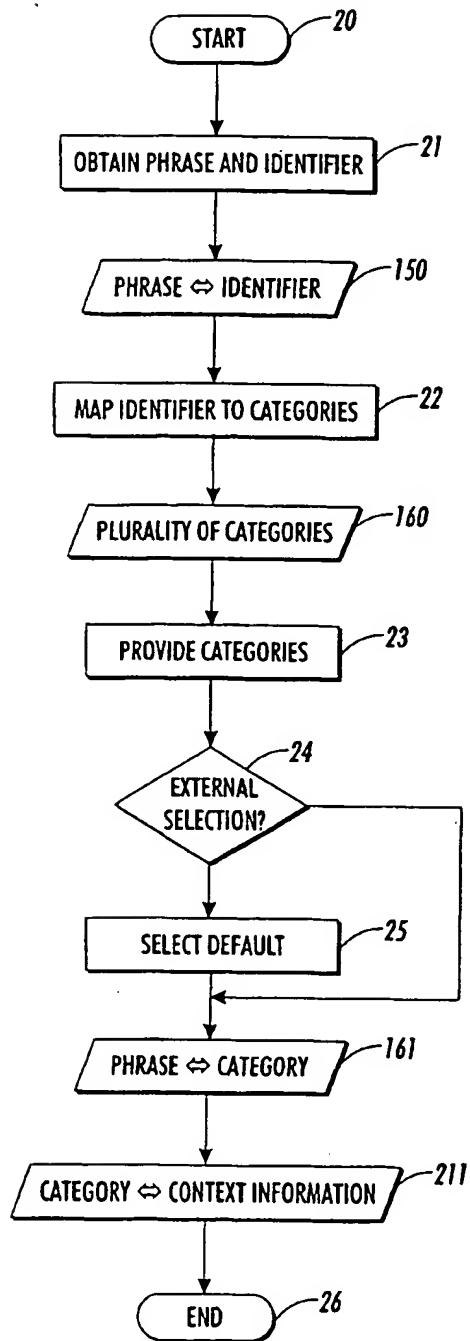 START 20
OBTAIN PHRASE AND IDENTIFIER 21
PHRASE ⇔ IDENTIFIER 150
MAP IDENTIFIER TO CATEGORIES 22
PLURALITY OF CATEGORIES 160
PROVIDE CATEGORIES 23
24
EXTERNAL
SELECTION?
SELECT DEFAULT 25
PHRASE ⇔ CATEGORY 161
CATEGORY ⇔ CONTEXT INFORMATION 211
END 26